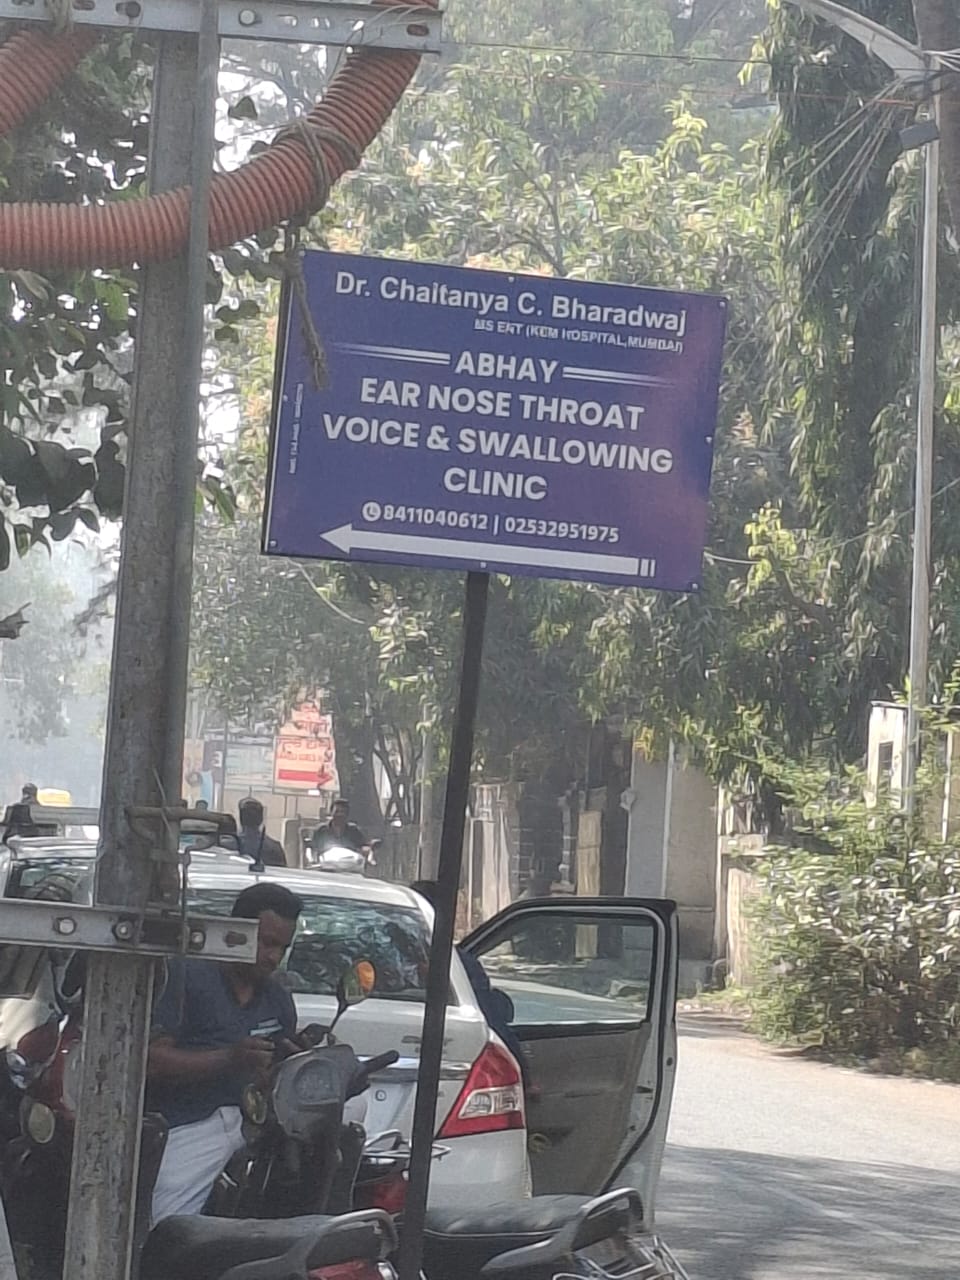 Dr. Chaitanya C. Bharadwaj
MS ENT (KEM HOSPITAL, MUMBAI)
ABHAY
EAR NOSE THROAT
VOICE & SWALLOWING
CLINIC
8411040612 | 02532951975